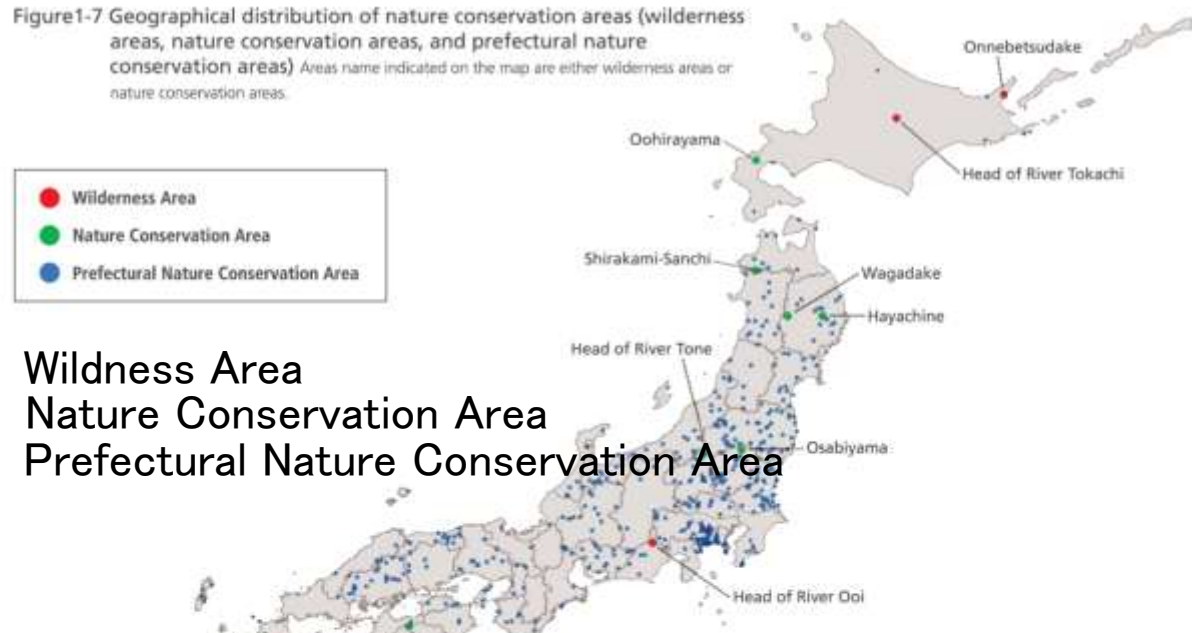 Figure1-7 Geographical distribution of nature conservation areas (wilderness
areas, nature conservation areas, and prefectural nature
conservation areas) Areas name indicated on the map are either wilderness areas or
nature conservation areas.
Onnebetsudake
Oohirayama
Head of River Tokachi
Wilderness Area
Nature Conservation Area
Prefectural Nature Conservation Area
Shirakami-Sanchi
Wagadake
Hayachine
Head of River Tone
Wildness Area
Nature Conservation Area
Prefectural Nature Conservation Area
Osabiyama
Head of River Ooi